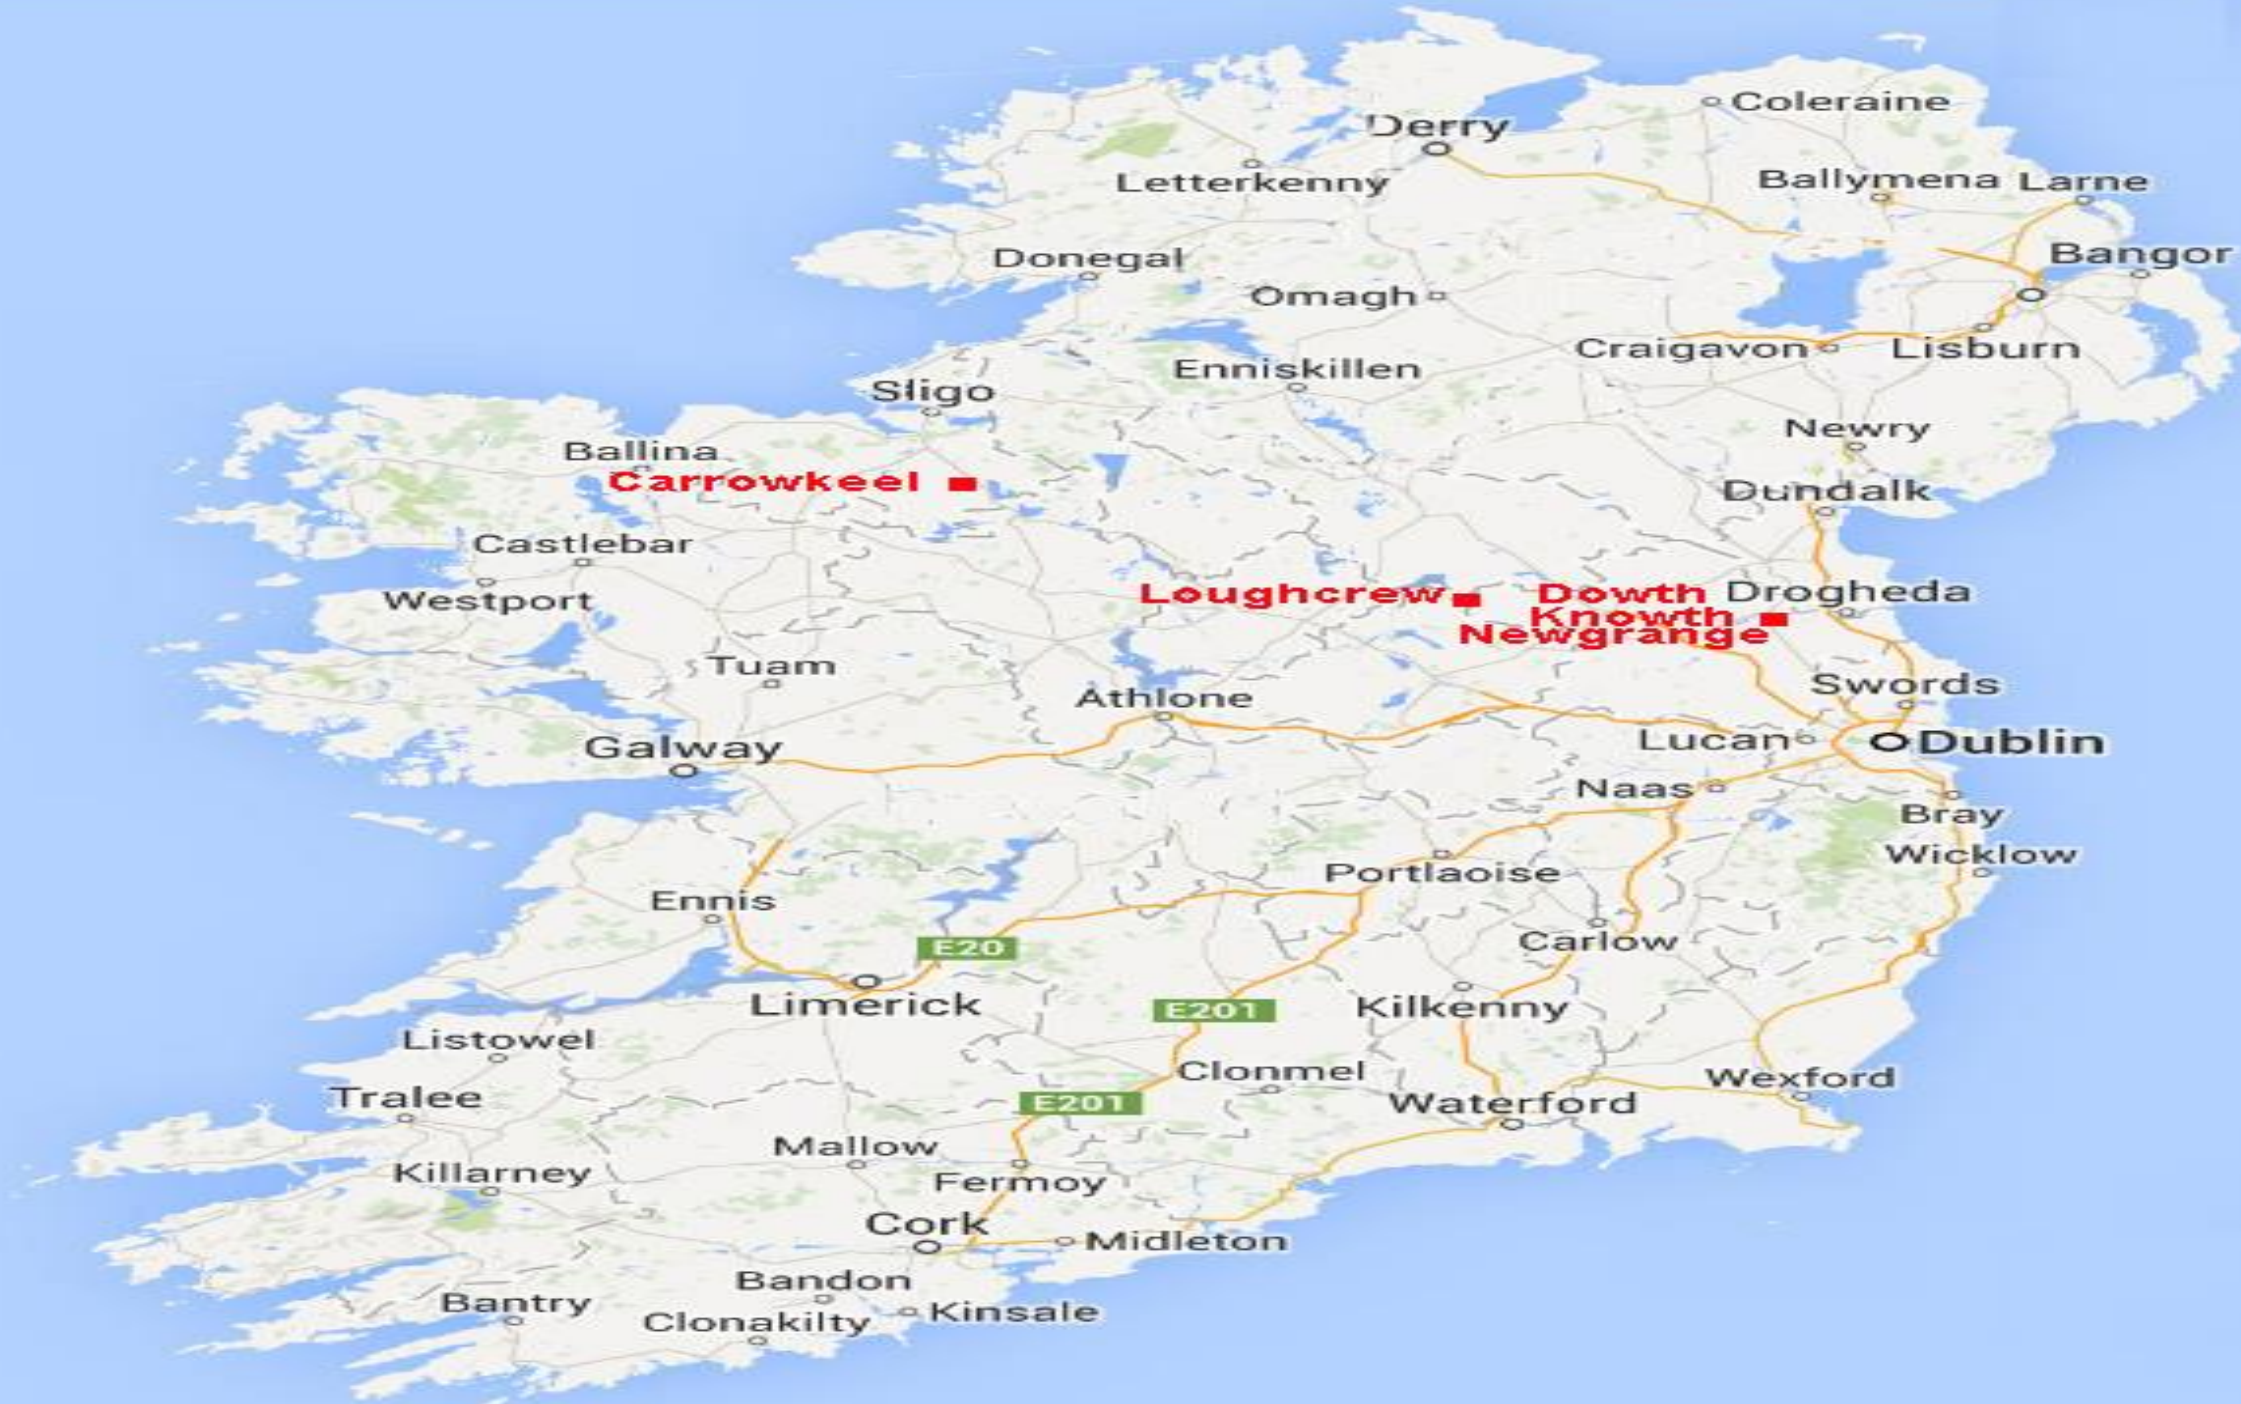 Coleraine
Derry
Letterkenny
Ballymena
Larne
Donegal
Bangor
Omagh
Craigavon
Lisburn
Enniskillen
Sligo
Newry
Ballina
Carrowkeel
Dundalk
Castlebar
Loughcrew
Dowth
Drogheda
Westport
Knowth
Newgrange
Tuam
Swords
Athlone
Galway
Lucan
Dublin
Naas
Bray
Wicklow
Portlaoise
Ennis
Carlow
E20
Limerick
E201
Kilkenny
Listowel
Clonmel
Wexford
Tralee
E201
Waterford
Mallow
Killarney
Fermoy
Cork
Midleton
Bandon
Bantry
Kinsale
Clonakilty